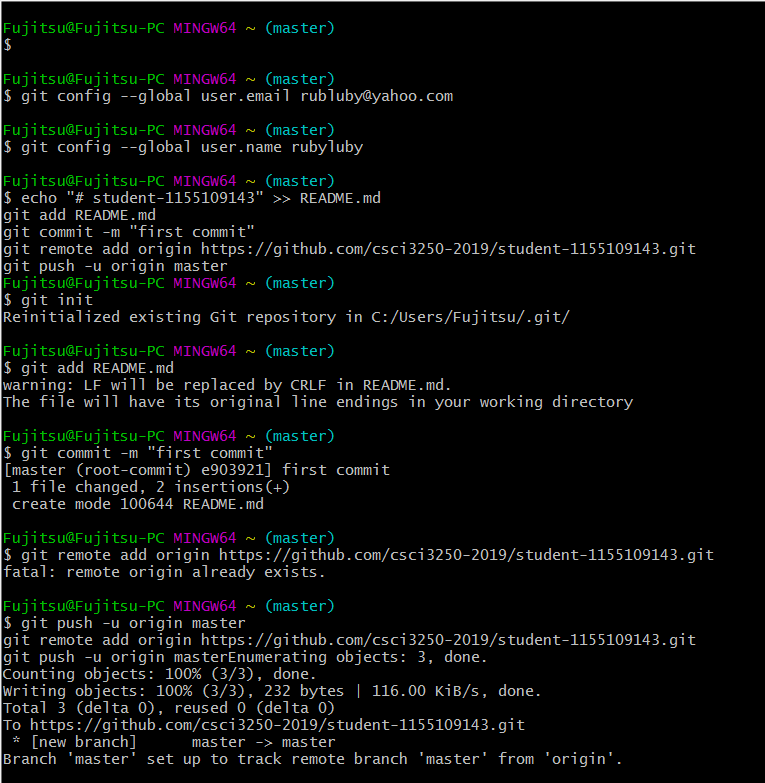 Fujitsu@Fujitsu-PC MINGW64 ~ (master)
$
Fujitsu@Fujitsu-PC MINGW64 ~ (master)
$ git config --global user.email rubluby@yahoo.com
Fujitsu@Fujitsu-PC MINGW64 ~ (master)
$ git config --global user.name rubyluby
Fujitsu@Fujitsu-PC MINGW64 ~ (master)
$ echo "# student-1155109143" >> README.md
git add README.md
git commit -m "first commit"
git remote add origin https://github.com/csci3250-2019/student-1155109143.git
git push -u origin master
Fujitsu@Fujitsu-PC MINGW64 ~ (master)
$ git init
Reinitialized existing Git repository in C:/Users/Fujitsu/.git/
Fujitsu@Fujitsu-PC MINGW64 ~ (master)
$ git add README.md
warning: LF will be replaced by CRLF in README.md.
The file will have its original line endings in your working directory
Fujitsu@Fujitsu-PC MINGW64 ~ (master)
$ git commit -m "first commit"
[master (root-commit) e903921] first commit
 1 file changed, 2 insertions(+)
 create mode 100644 README.md
Fujitsu@Fujitsu-PC MINGW64 ~ (master)
$ git remote add origin https://github.com/csci3250-2019/student-1155109143.git
fatal: remote origin already exists.
Fujitsu@Fujitsu-PC MINGW64 ~ (master)
$ git push -u origin master
git remote add origin https://github.com/csci3250-2019/student-1155109143.git
git push -u origin masterEnumerating objects: 3, done.
Counting objects: 100% (3/3), done.
Writing objects: 100% (3/3), 232 bytes | 116.00 KiB/s, done.
Total 3 (delta 0), reused 0 (delta 0)
To https://github.com/csci3250-2019/student-1155109143.git
 * [new branch]      master -> master
Branch 'master' set up to track remote branch 'master' from 'origin'.